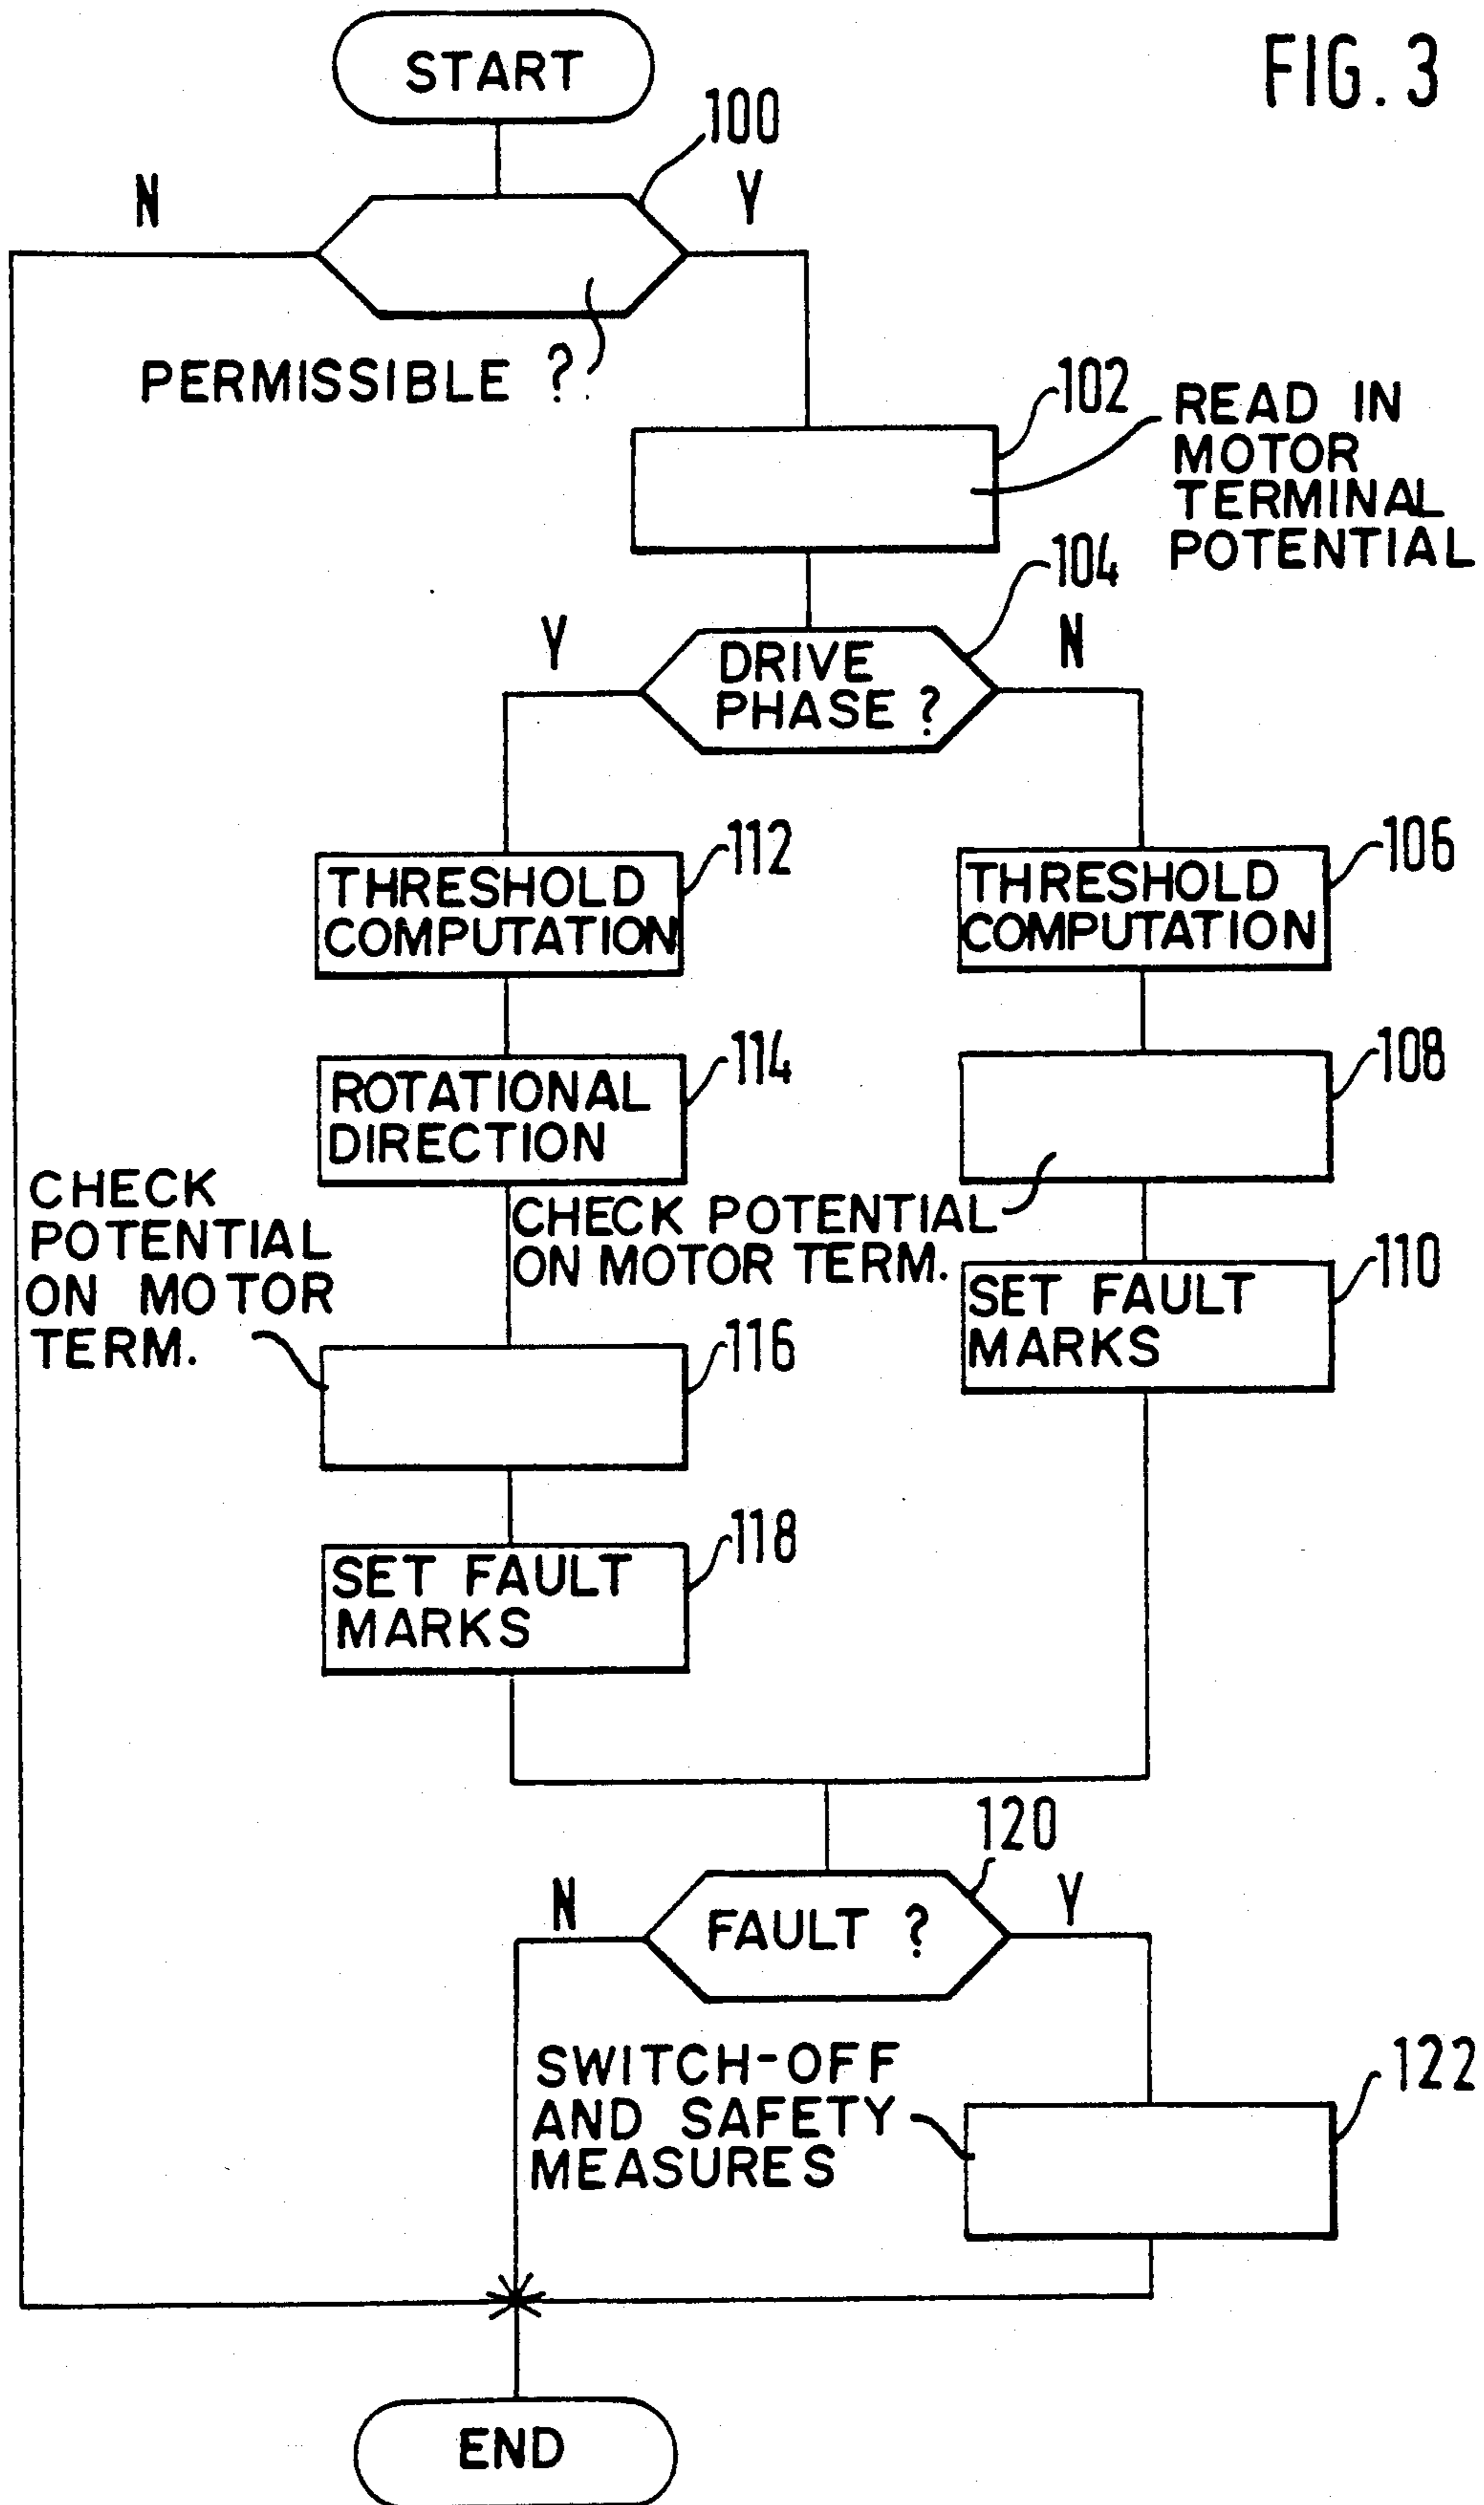 FIG. 3
START
100
N
Y
PERMISSIBLE ?
102
READ IN
MOTOR
TERMINAL
POTENTIAL
104
Y
N
DRIVE
PHASE ?
112
THRESHOLD
COMPUTATION
106
THRESHOLD
COMPUTATION
114
ROTATIONAL
DIRECTION
108
CHECK
POTENTIAL
ON MOTOR
TERM.
CHECK POTENTIAL
ON MOTOR TERM.
110
SET FAULT
MARKS
116
118
SET FAULT
MARKS
120
N
Y
FAULT ?
SWITCH-OFF
AND SAFETY
MEASURES
122
END